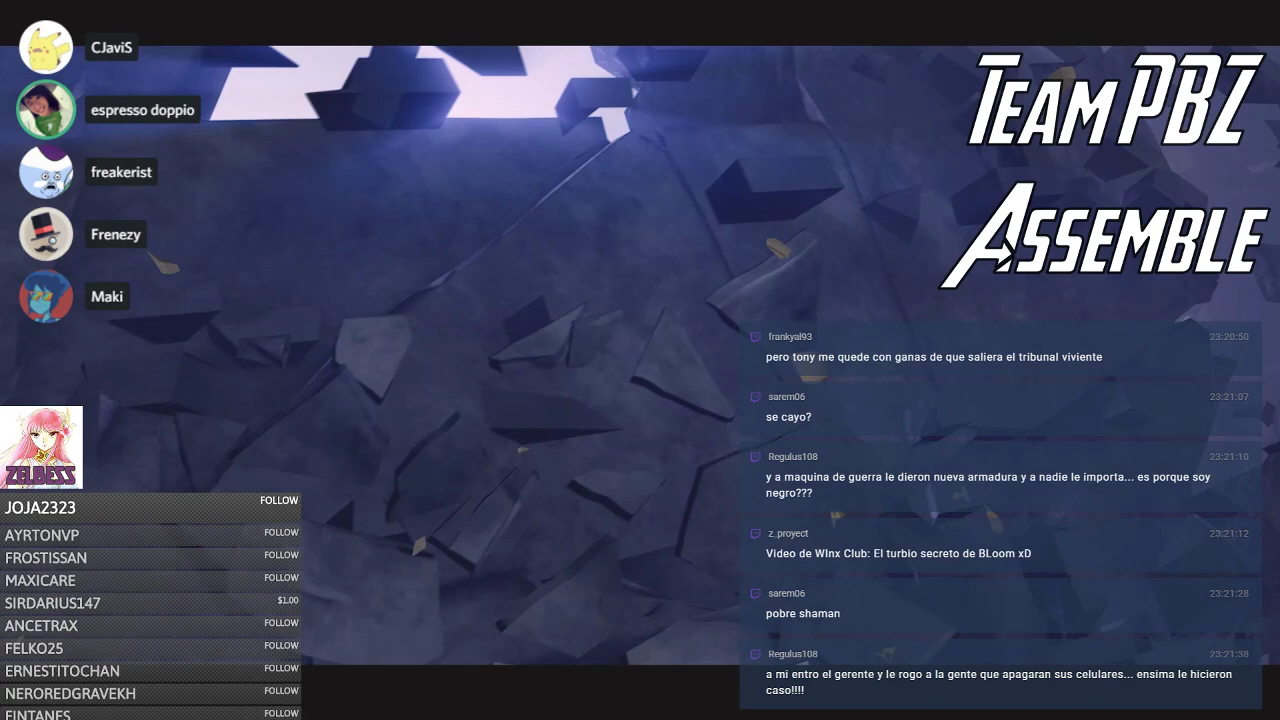 CJaviS
espresso doppio
freakerist
Frenezy
Maki
TEAM PBZ
ASSEMBLE
frankyal93 23:20:50
pero tony me quede con ganas de que saliera el tribunal viviente
sarem06 23:21:07
se cayo?
Regulus108 23:21:10
y a maquina de guerra le dieron nueva armadura y a nadie le importa... es porque soy
negro???
z_proyect 23:21:12
Video de WInx Club: El turbio secreto de BLoom xD
sarem06 23:21:28
pobre shaman
Regulus108 23:21:38
a mi entro el gerente y le rogo a la gente que apagaran sus celulares... ensima le hicieron
caso!!!!
ZELBESS
JOJA2323 FOLLOW
AYRTONVP FOLLOW
FROSTISSAN FOLLOW
MAXICARE FOLLOW
SIRDARIUS147 $1.00
ANCETRAX FOLLOW
FELKO25 FOLLOW
ERNESTITOCHAN FOLLOW
NEROREDGRAVEKH FOLLOW
FINTANES FOLLOW